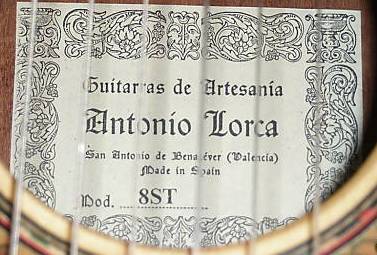 Guitarras de Artesanía
Antonio Lorca
San Antonio de Benagéver (Valencia)
Made in Spain
Mod. 8ST